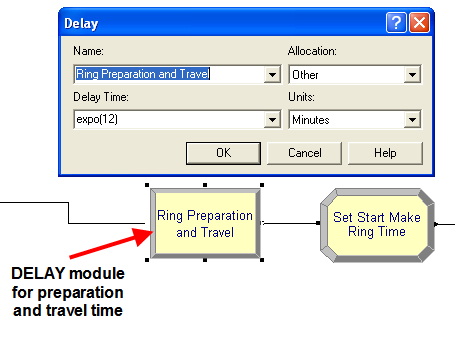 Delay
Name:
Allocation:
Ring Preparation and Travel
Other
Delay Time:
Units:
expo(12)
Minutes
OK
Cancel
Help
Ring Preparation
and Travel
Set Start Make
Ring Time
DELAY module
for preparation
and travel time